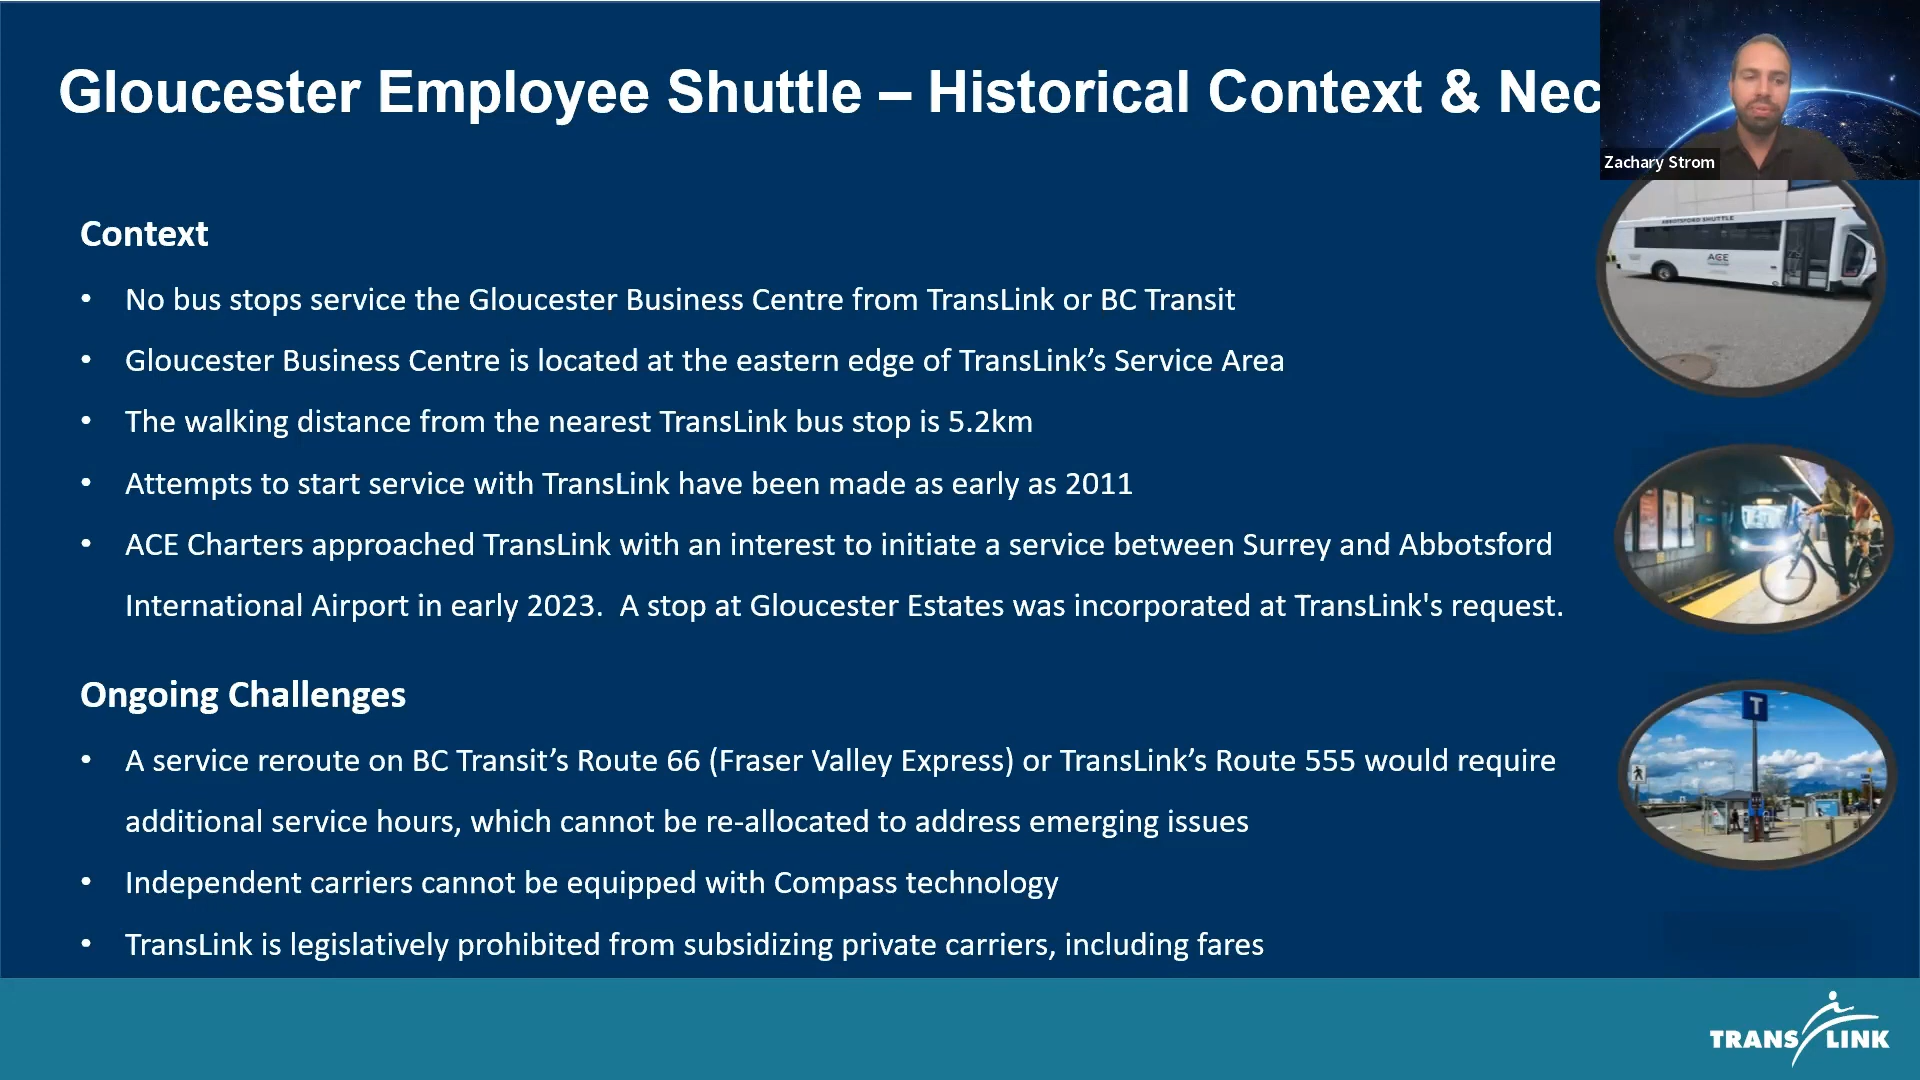 Gloucester Employee Shuttle – Historical Context & Nec
Zachary Strom
ABBOTSFORD SHUTTLE
ACE
Context
• No bus stops service the Gloucester Business Centre from TransLink or BC Transit
• Gloucester Business Centre is located at the eastern edge of TransLink’s Service Area
• The walking distance from the nearest TransLink bus stop is 5.2km
• Attempts to start service with TransLink have been made as early as 2011
• ACE Charters approached TransLink with an interest to initiate a service between Surrey and Abbotsford
International Airport in early 2023.  A stop at Gloucester Estates was incorporated at TransLink's request.
Ongoing Challenges
• A service reroute on BC Transit’s Route 66 (Fraser Valley Express) or TransLink’s Route 555 would require
additional service hours, which cannot be re-allocated to address emerging issues
• Independent carriers cannot be equipped with Compass technology
• TransLink is legislatively prohibited from subsidizing private carriers, including fares
T
TRANS LINK